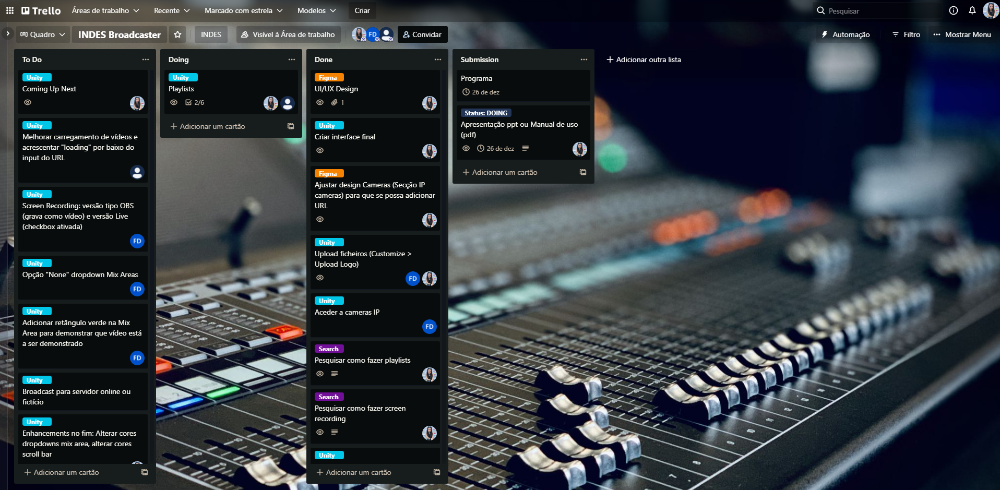 Trello
Áreas de trabalho
Recente
Marcado com estrela
Modelos
Criar
Pesquisar
Quadro
INDES Broadcaster
INDES
Visível à Área de trabalho
FD
Convidar
Automação
Filtro
Mostrar Menu
To Do
Unity
Coming Up Next
Unity
Melhorar carregamento de vídeos e
acrescentar "loading" por baixo do
input do URL
Unity
Screen Recording: versão tipo OBS
(grava como vídeo) e versão Live
(checkbox ativada)
FD
Unity
Opção "None" dropdown Mix Areas
FD
Unity
Adicionar retângulo verde na Mix
Area para demonstrar que vídeo está
a ser demonstrado
FD
Unity
Broadcast para servidor online ou
fictício
Unity
Enhancements no fim: Alterar cores
dropdowns mix area, alterar cores
scroll bar
Adicionar um cartão
Doing
Unity
Playlists
2/6
Adicionar um cartão
Done
Figma
UI/UX Design
1
Unity
Criar interface final
Figma
Ajustar design Cameras (Secção IP
cameras) para que se possa adicionar
URL
Unity
Upload ficheiros (Customize >
Upload Logo)
FD
Unity
Aceder a cameras IP
FD
Search
Pesquisar como fazer playlists
Search
Pesquisar como fazer screen
recording
Unity
Adicionar um cartão
Submission
Programa
26 de dez
Status: DOING
Apresentação ppt ou Manual de uso
(pdf)
26 de dez
Adicionar um cartão
Adicionar outra lista